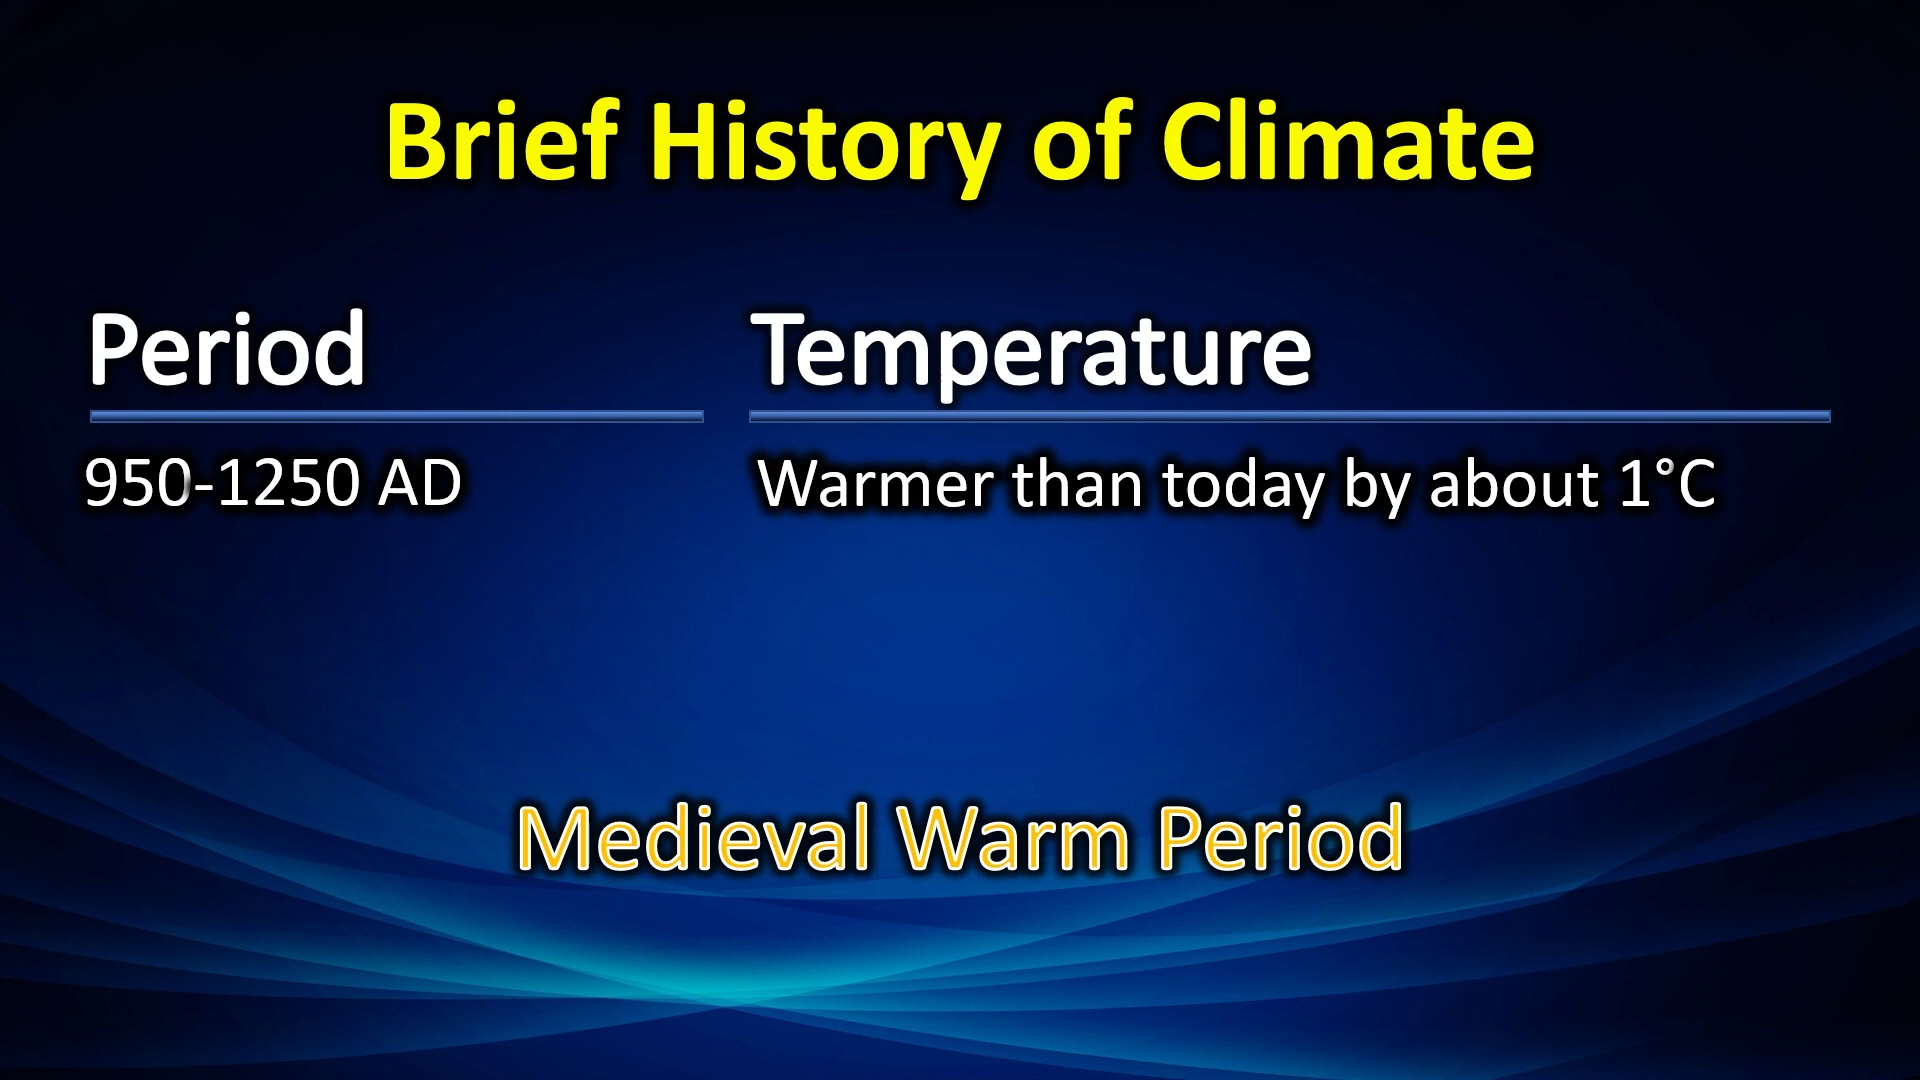 Brief History of Climate
Period
Temperature
950-1250 AD
Warmer than today by about 1°C
Medieval Warm Period